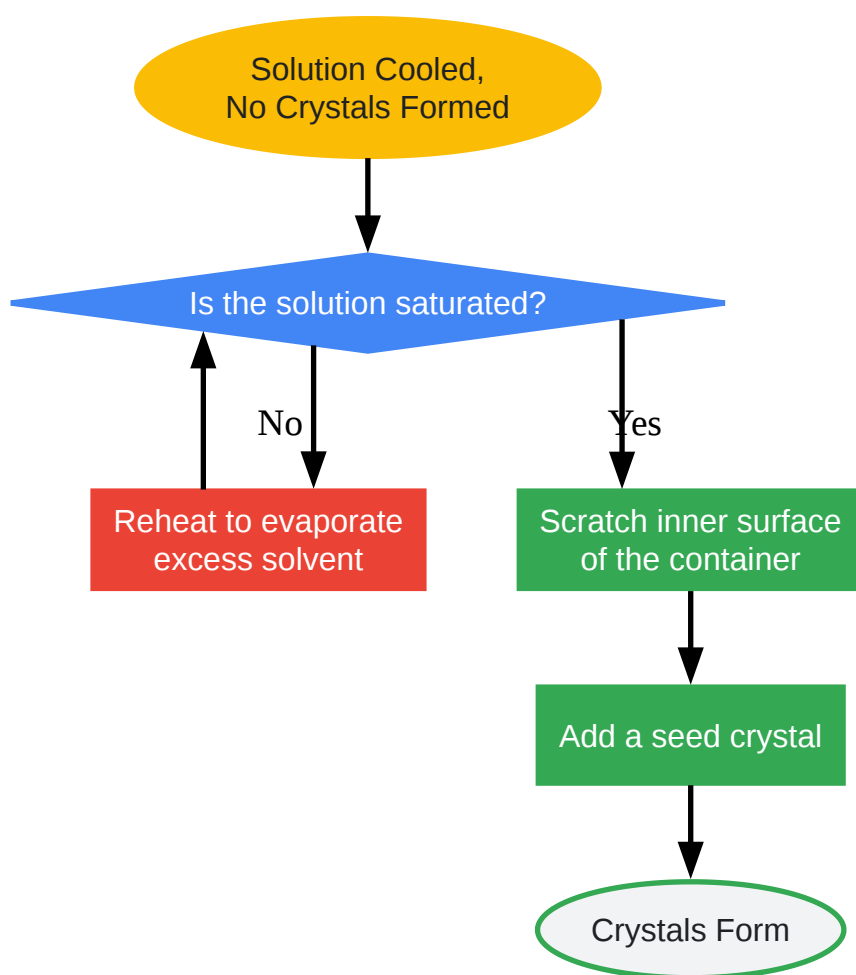 Solution Cooled,
No Crystals Formed
Is the solution saturated?
No
Yes
Reheat to evaporate
excess solvent
Scratch inner surface
of the container
Add a seed crystal
Crystals Form